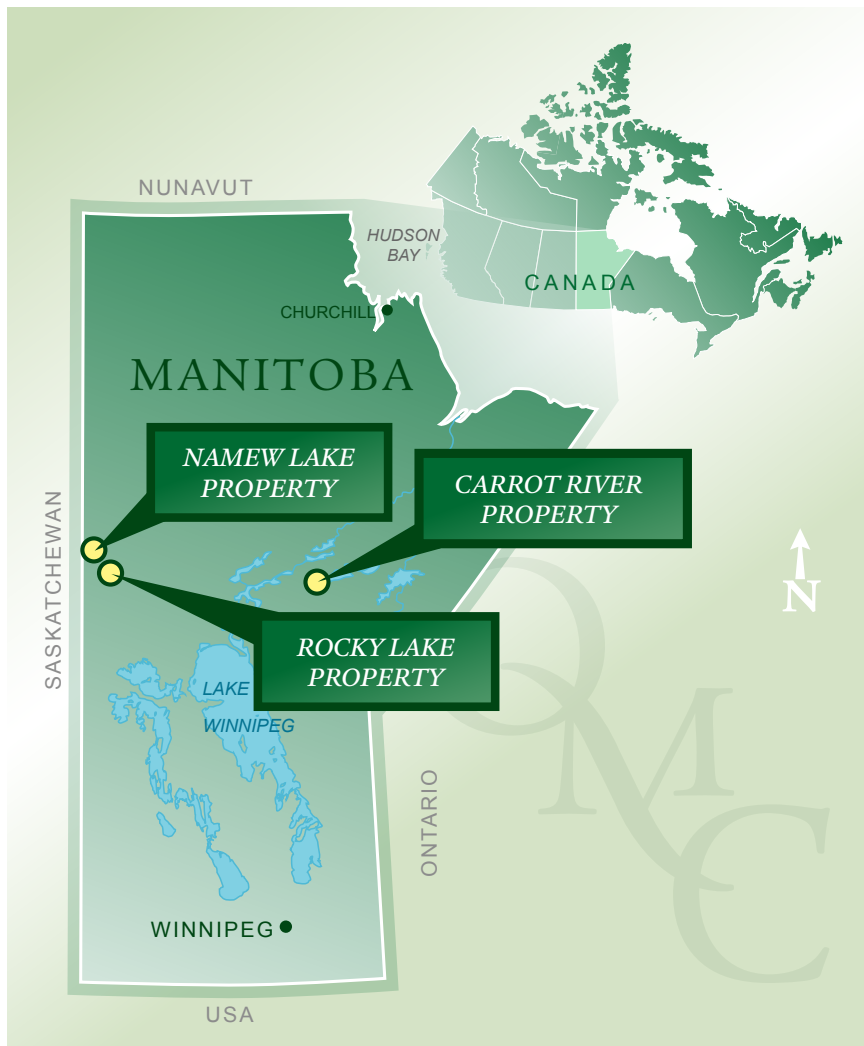 NUNAVUT
HUDSON
BAY
CANADA
CHURCHILL
MANITOBA
NAMEW LAKE
PROPERTY
CARROT RIVER
PROPERTY
SASKATCHEWAN
N
ROCKY LAKE
PROPERTY
LAKE
WINNIPEG
QMC
ONTARIO
WINNIPEG
USA